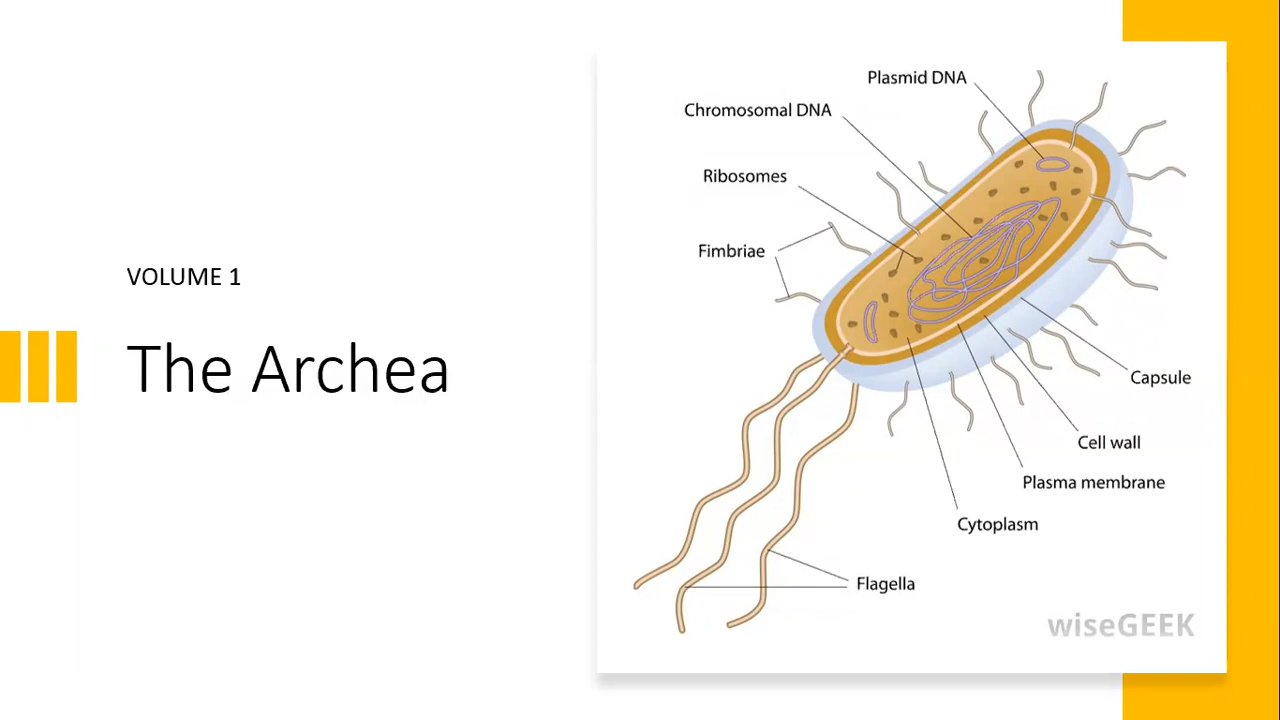 VOLUME 1
The Archea
Plasmid DNA
Chromosomal DNA
Ribosomes
Fimbriae
Capsule
Cell wall
Plasma membrane
Cytoplasm
Flagella
wiseGEEK